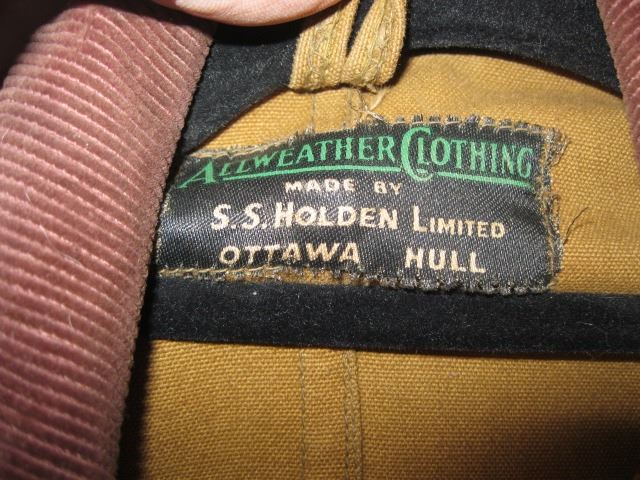 ALLWEATHER CLOTHING
MADE BY
S. S. HOLDEN LIMITED
OTTAWA HULL